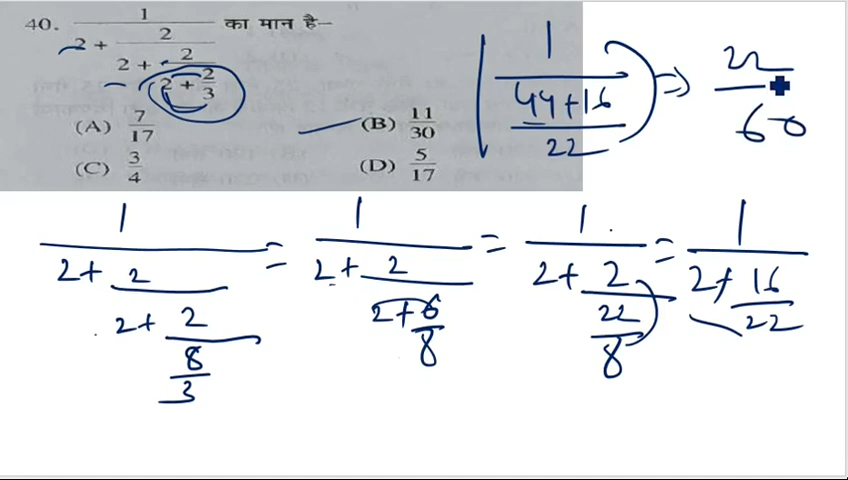 40. 1 / (2 + 2 / (2 + 2 / (2 + 2/3))) का मान है–
(A) 7/17 (B) 11/30
(C) 3/4 (D) 5/17
1 / ((44+16) / 22) ⇒ 22/60
1 / (2+ 2 / (2+ 2 / (8/3))) = 1 / (2+ 2 / (2+ 6/8)) = 1 / (2+ 2 / (22/8)) = 1 / (2+ 16/22)